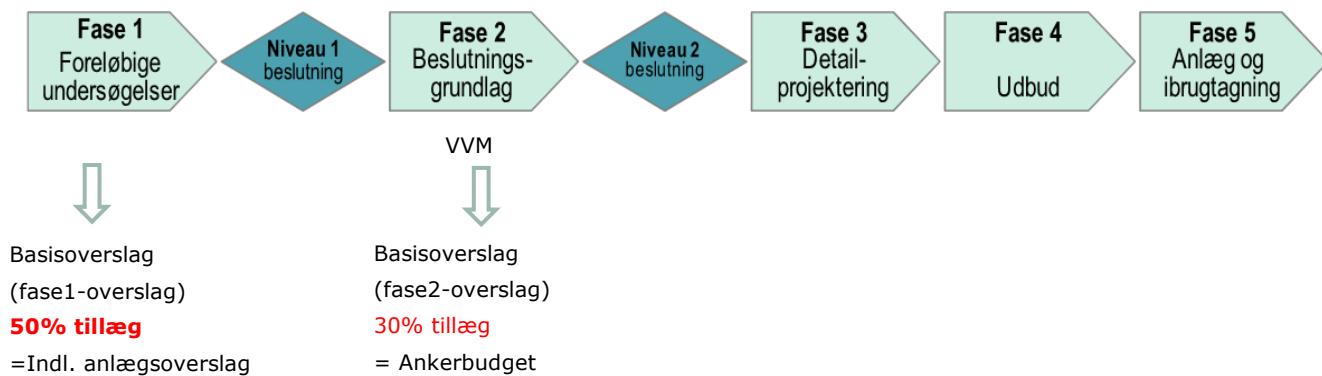 Fase 1
Foreløbige
undersøgelser
Niveau 1
beslutning
Fase 2
Beslutnings-
grundlag
Niveau 2
beslutning
Fase 3
Detail-
projektering
Fase 4
Udbud
Fase 5
Anlæg og
ibrugtagning
VVM
Basisoverslag
(fase1-overslag)
50% tillæg
=Indl. anlægsoverslag
Basisoverslag
(fase2-overslag)
30% tillæg
= Ankerbudget